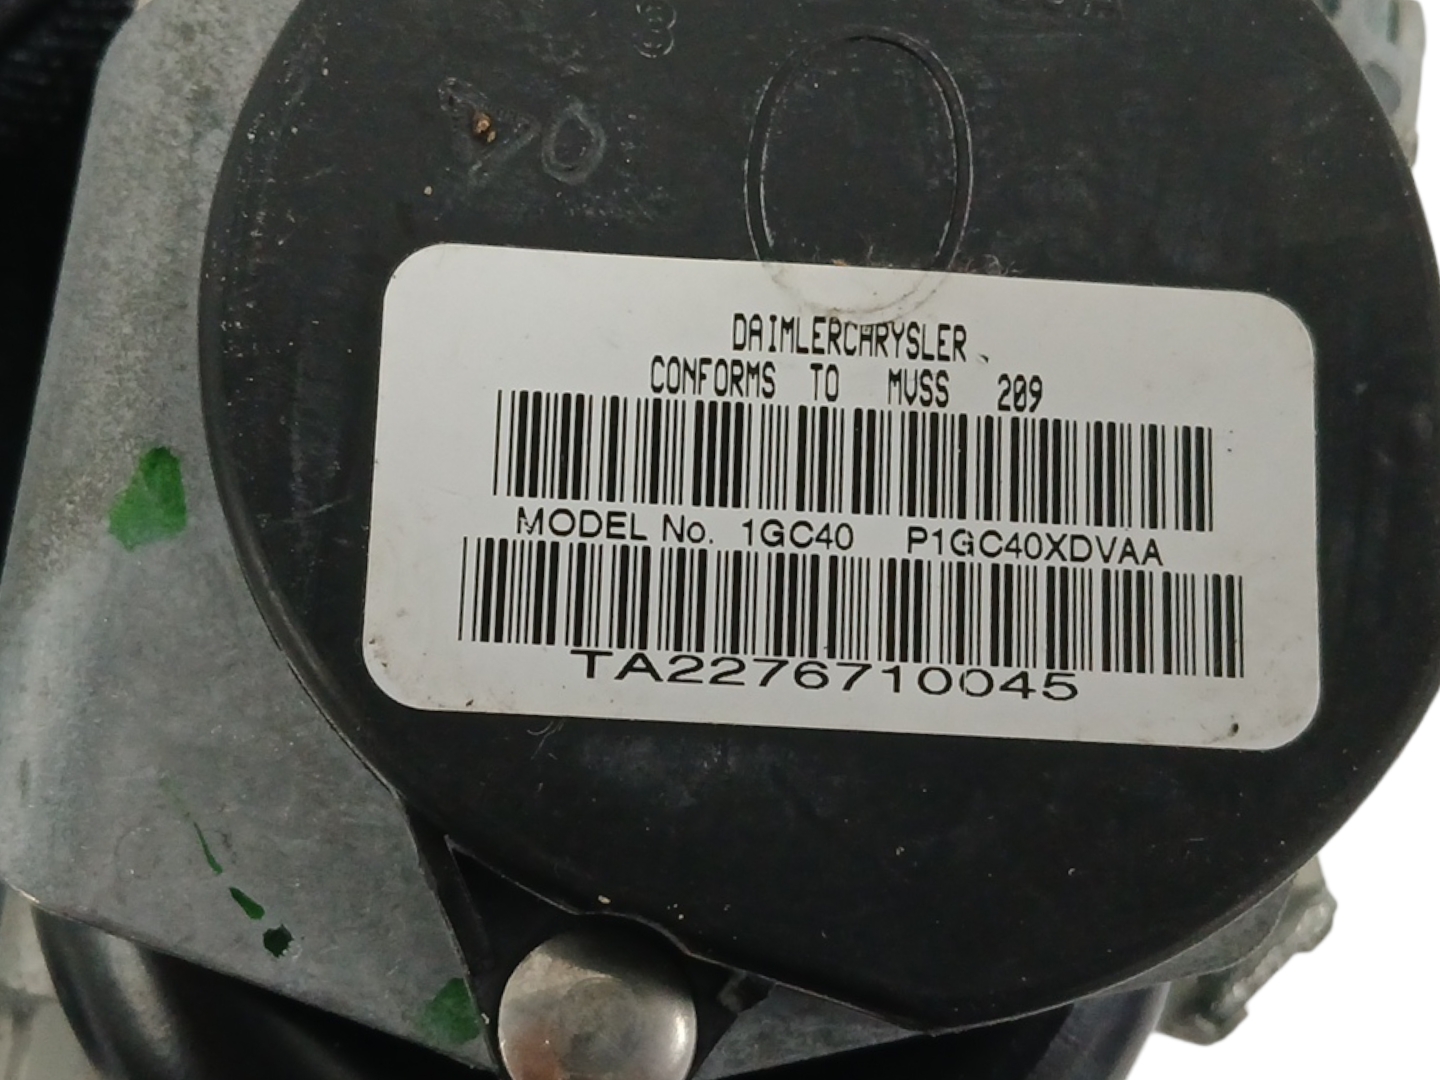 DAIMLERCHRYSLER
CONFORMS TO MVSS 209
MODEL No. 1GC40 P1GC40XDVAA
TA2276710045